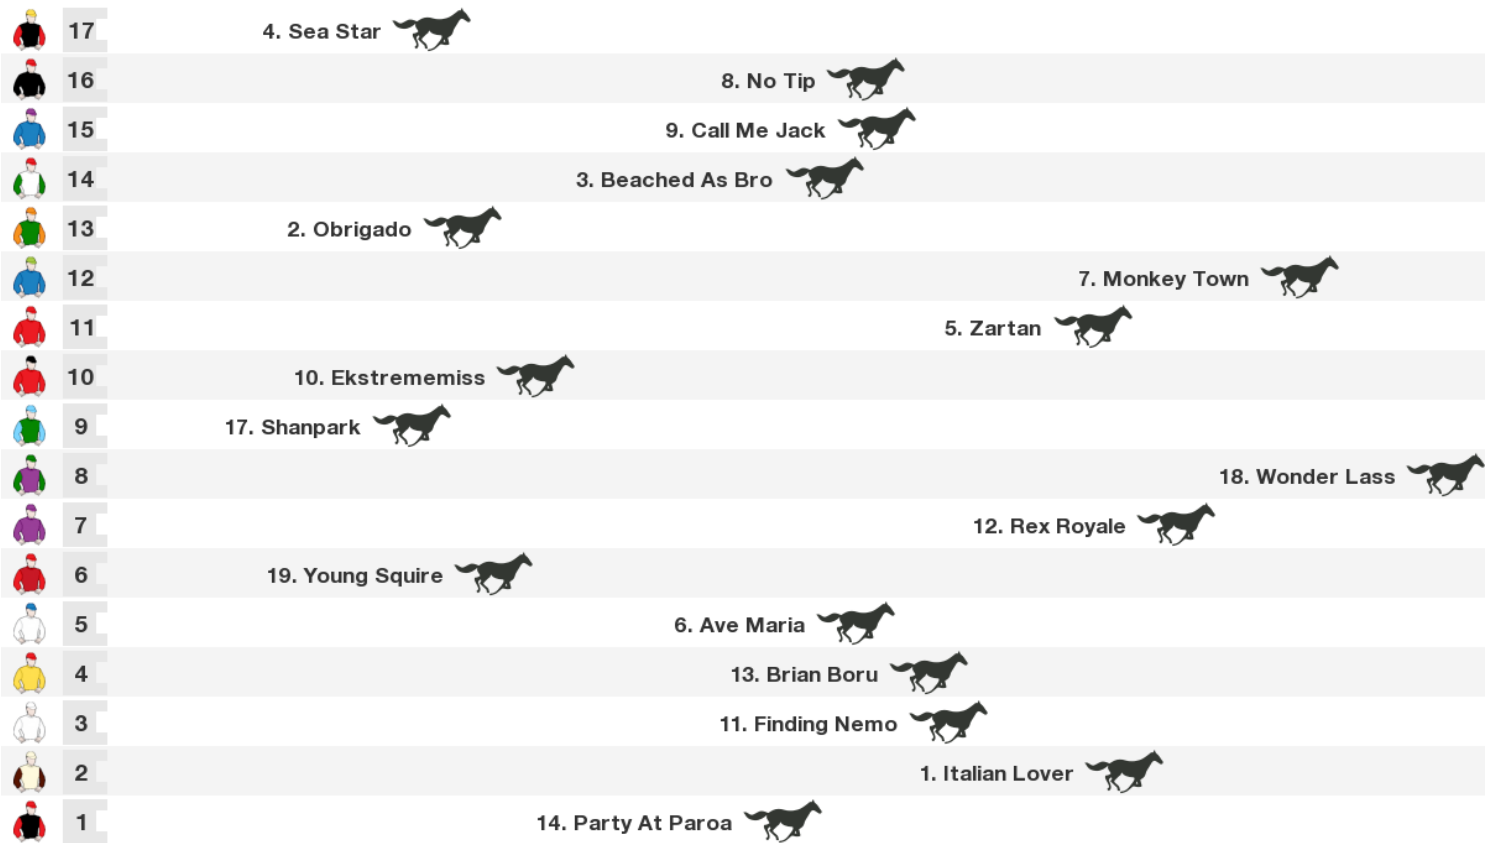 17 4. Sea Star
16 8. No Tip
15 9. Call Me Jack
14 3. Beached As Bro
13 2. Obrigado
12 7. Monkey Town
11 5. Zartan
10 10. Ekstrememiss
9 17. Shanpark
8 18. Wonder Lass
7 12. Rex Royale
6 19. Young Squire
5 6. Ave Maria
4 13. Brian Boru
3 11. Finding Nemo
2 1. Italian Lover
1 14. Party At Paroa